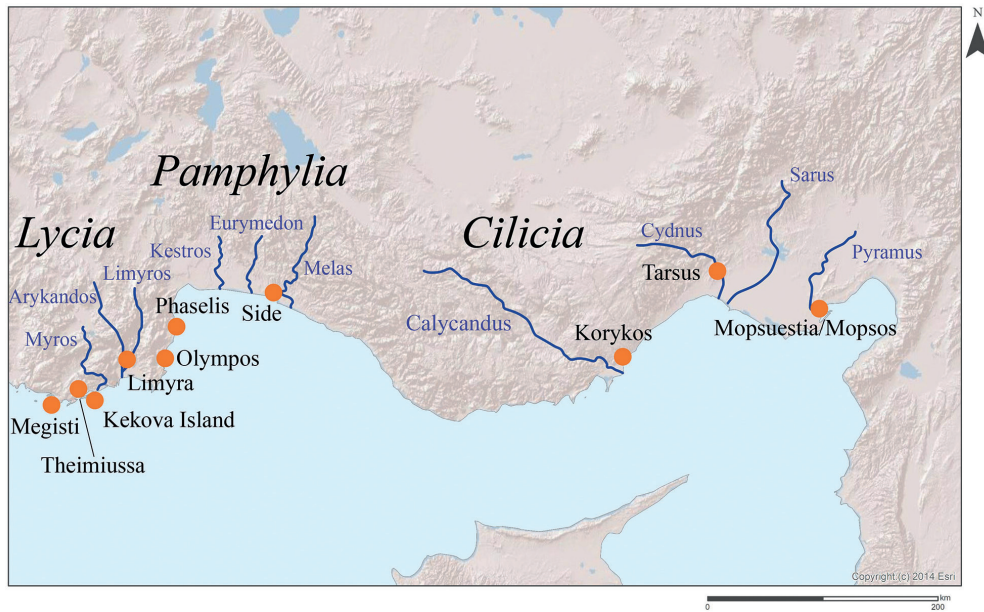 N
Pamphylia
Lycia
Cilicia
Sarus
Eurymedon
Kestros
Cydnus
Pyramus
Limyros
Melas
Tarsus
Arykandos
Phaselis
Side
Calycandus
Mopsuestia/Mopsos
Myros
Korykos
Olympos
Limyra
Kekova Island
Megisti
Theimiussa
Copyright:(c) 2014 Esri
km
0
200